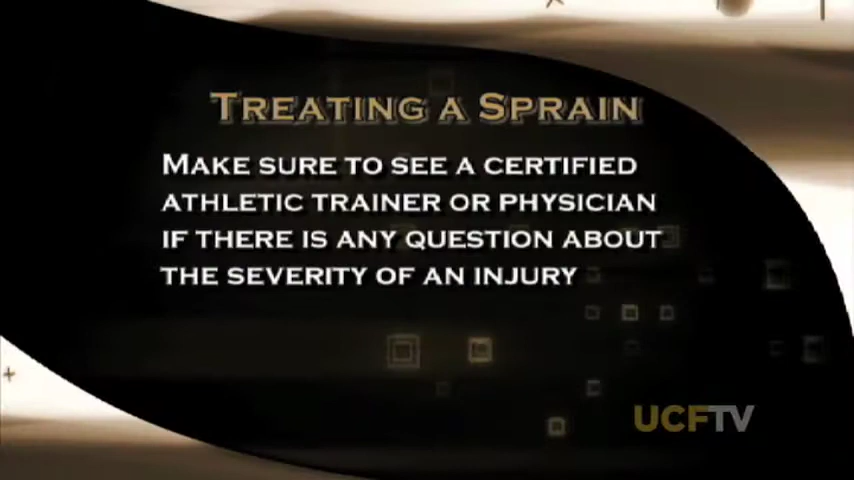 TREATING A SPRAIN
MAKE SURE TO SEE A CERTIFIED
ATHLETIC TRAINER OR PHYSICIAN
IF THERE IS ANY QUESTION ABOUT
THE SEVERITY OF AN INJURY
UCFTV